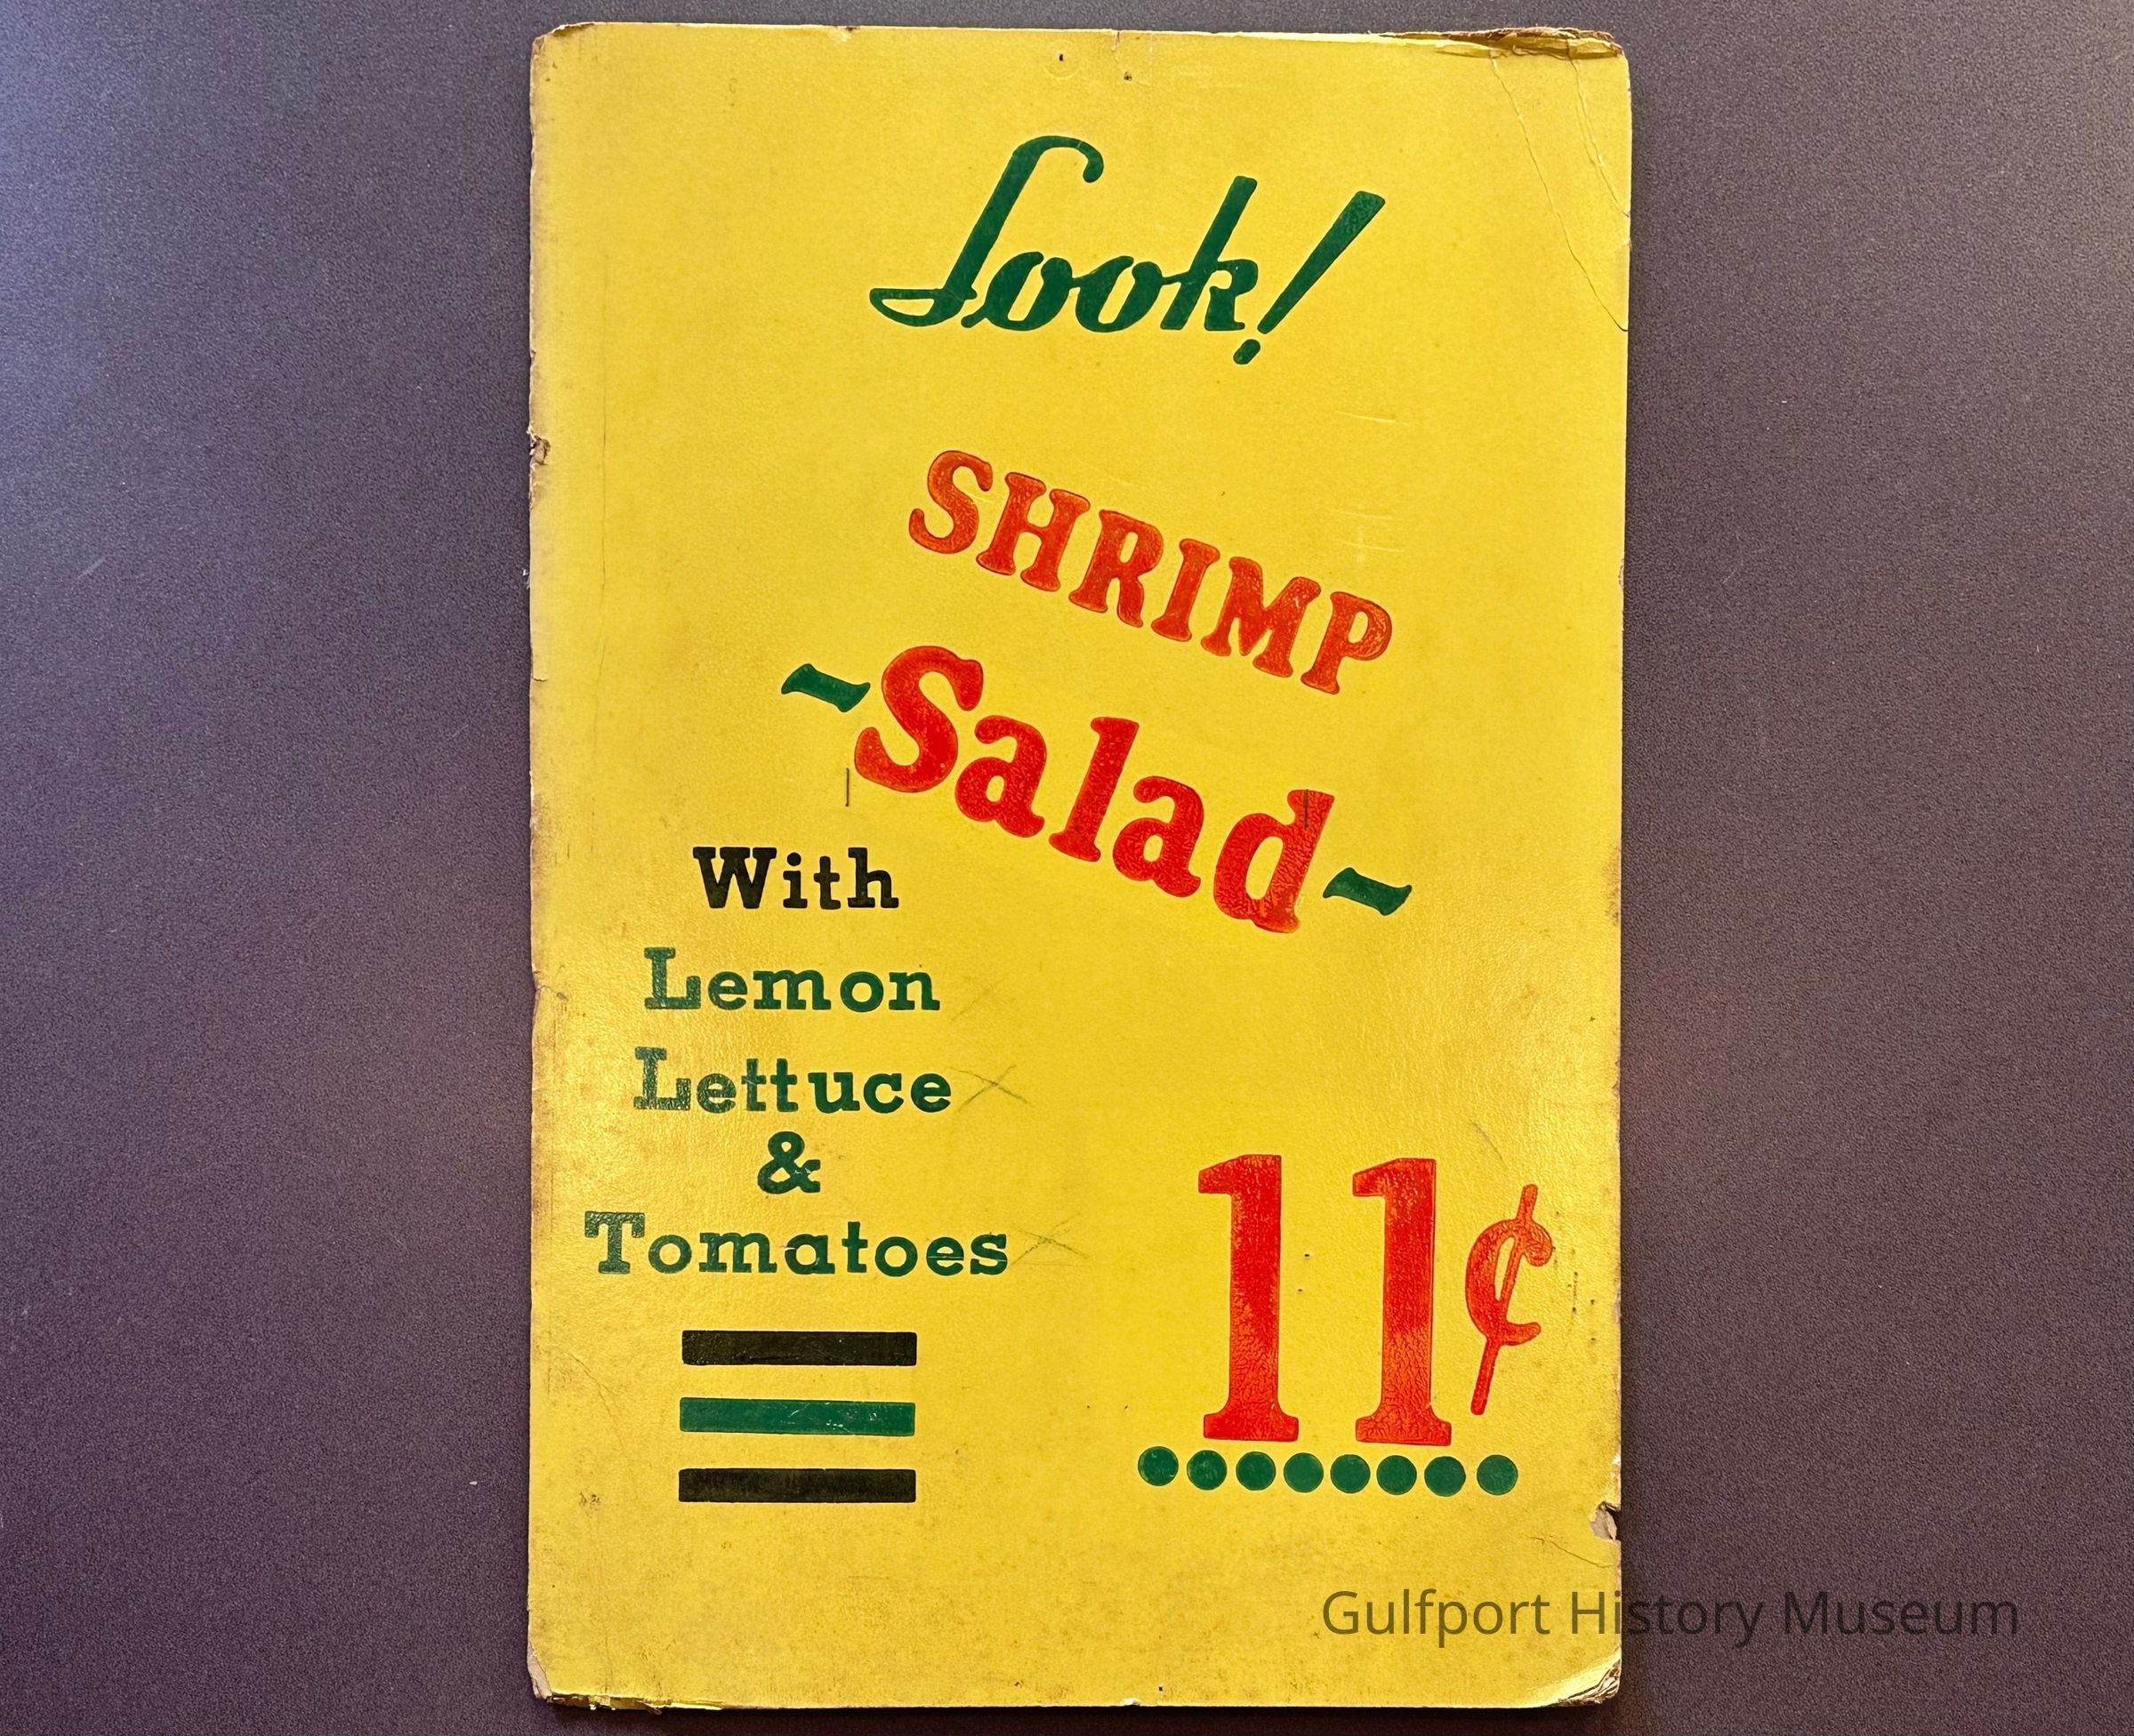 Look!
SHRIMP
~Salad~
With
Lemon
Lettuce
&
Tomatoes
11¢
Gulfport History Museum